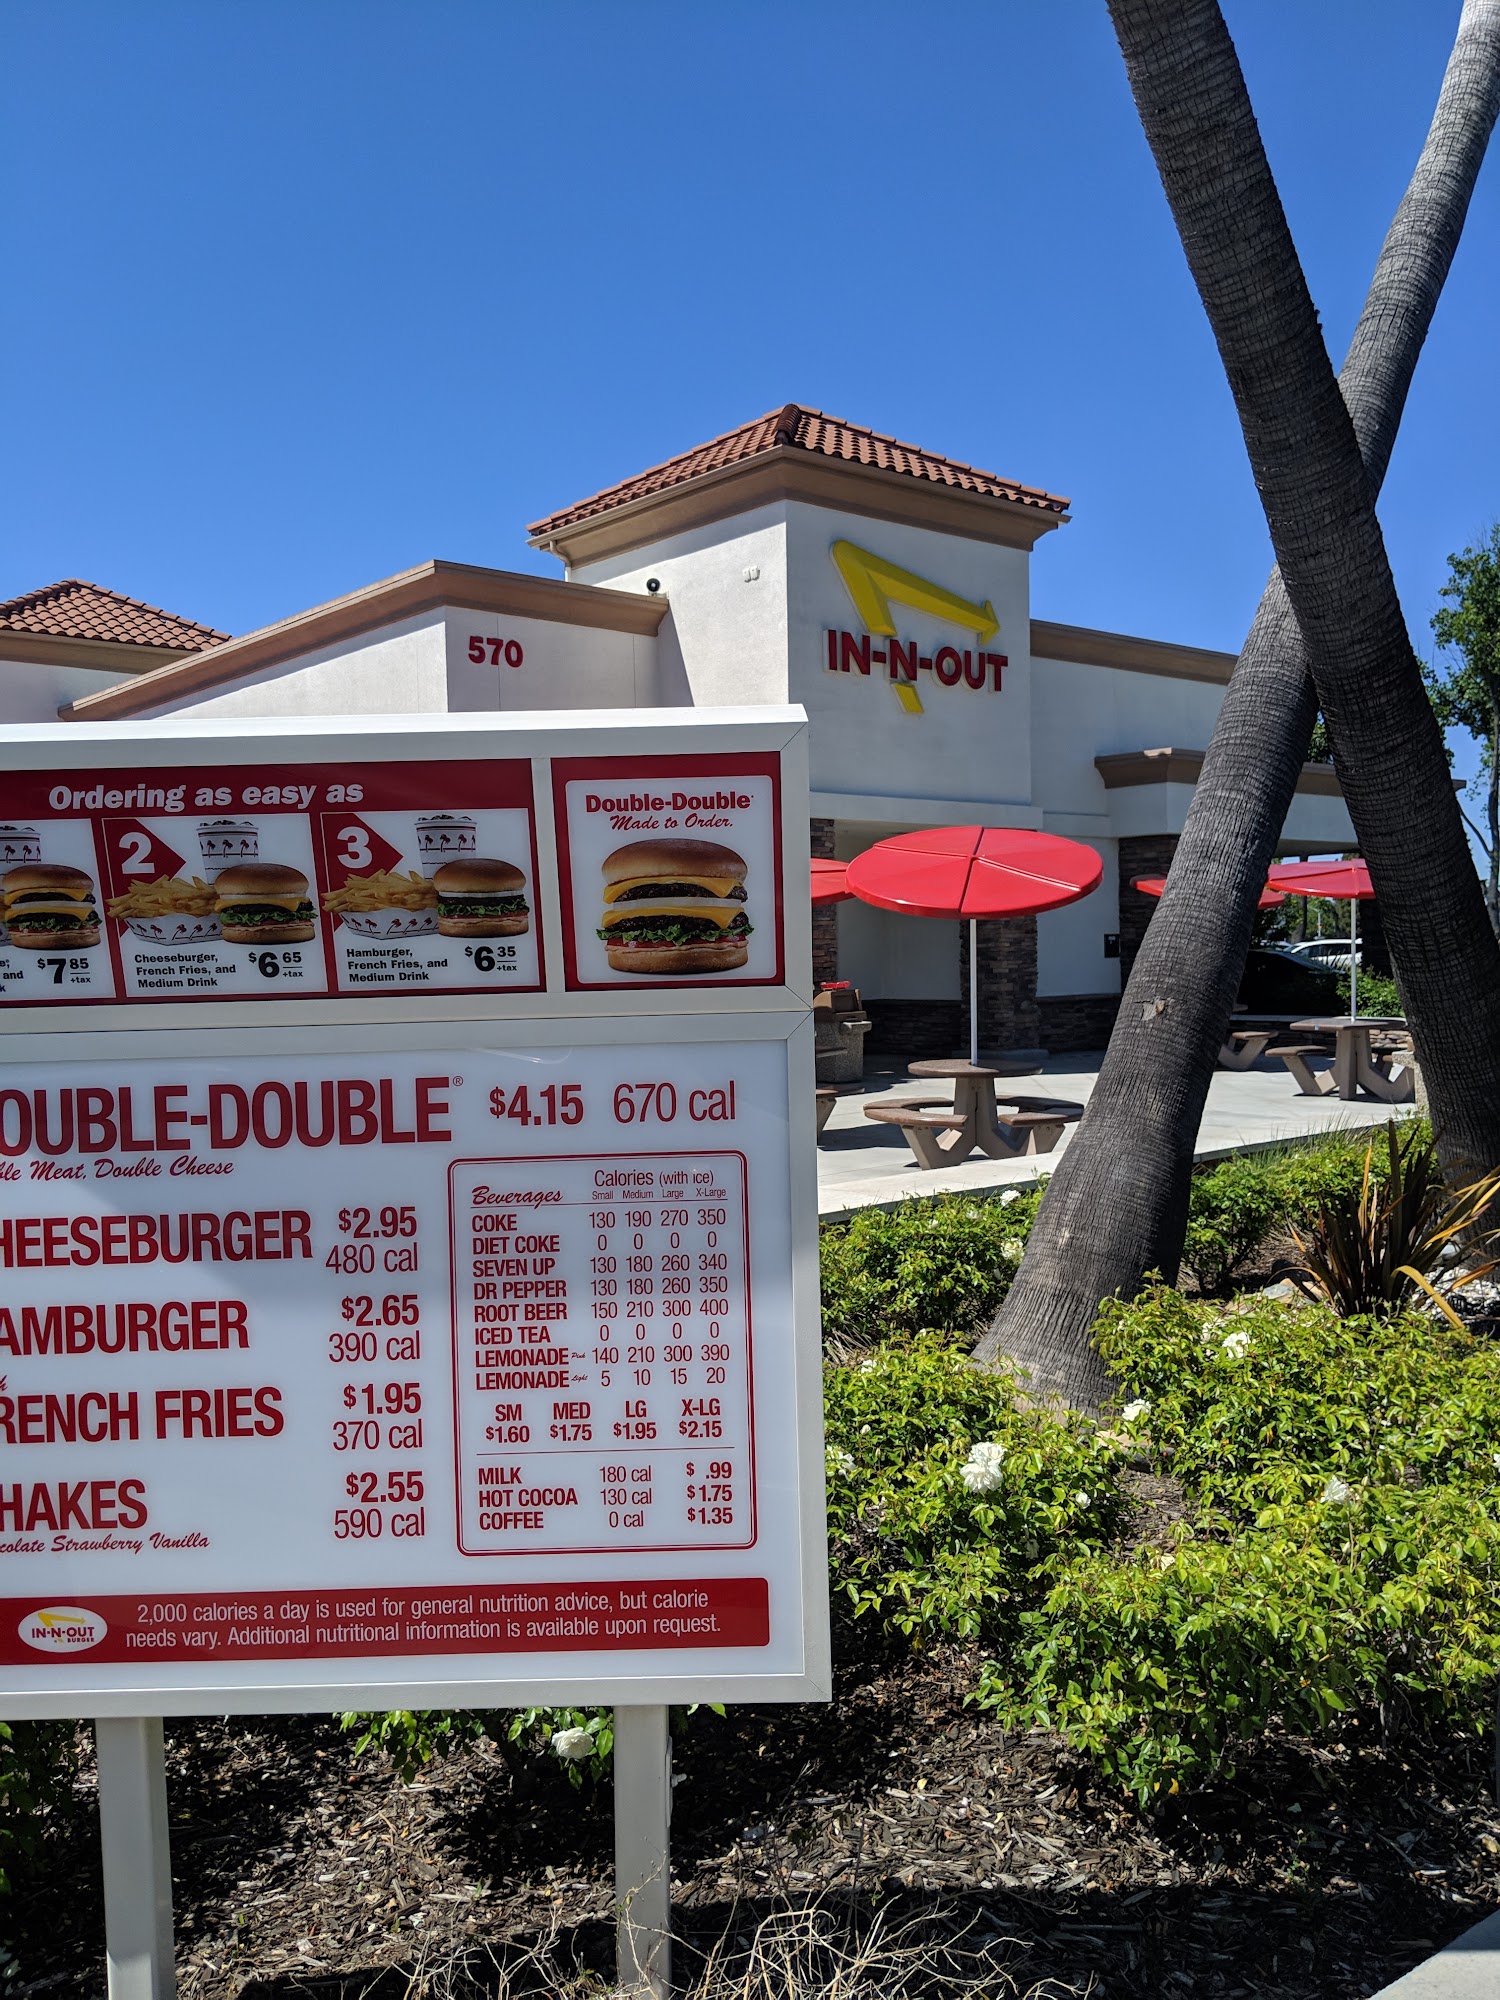 570
IN-N-OUT
Ordering as easy as
2
3
Double-Double
Made to Order.
and
$7 85 +tax
Cheeseburger,
French Fries, and
Medium Drink
$6 65 +tax
Hamburger,
French Fries, and
Medium Drink
$6 35 +tax
OUBLE-DOUBLE® $4.15 670 cal
le Meat, Double Cheese
HEESEBURGER $2.95
480 cal
AMBURGER $2.65
390 cal
RENCH FRIES $1.95
370 cal
HAKES $2.55
590 cal
colate Strawberry Vanilla
Calories (with ice)
Beverages Small Medium Large X-Large
COKE 130 190 270 350
DIET COKE 0 0 0 0
SEVEN UP 130 180 260 340
DR PEPPER 130 180 260 350
ROOT BEER 150 210 300 400
ICED TEA 0 0 0 0
LEMONADE Pink 140 210 300 390
LEMONADE Light 5 10 15 20
SM MED LG X-LG
$1.60 $1.75 $1.95 $2.15
MILK 180 cal $ .99
HOT COCOA 130 cal $1.75
COFFEE 0 cal $1.35
IN-N-OUT
BURGER
2,000 calories a day is used for general nutrition advice, but calorie
needs vary. Additional nutritional information is available upon request.